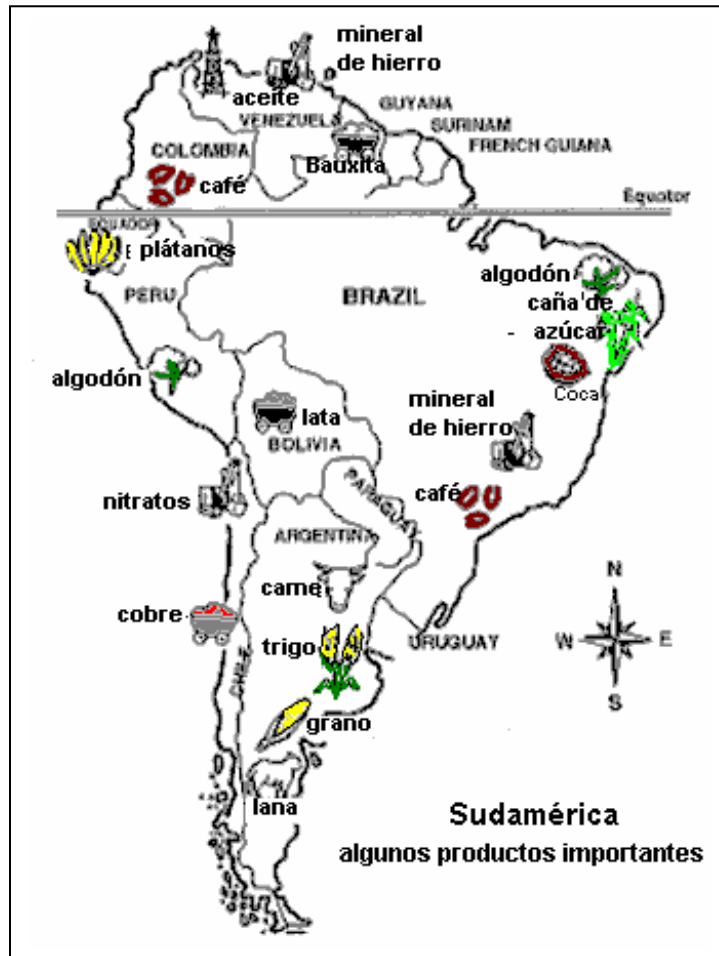 mineral
de hierro
aceite
VENEZUELA
GUYANA
SURINAM
FRENCH GUIANA
COLOMBIA
Bauxita
café
Equator
ECUADOR
plátanos
PERU
BRAZIL
algodón
caña de
azúcar
Coca
algodón
lata
BOLIVIA
mineral
de hierro
nitratos
PARAGUAY
café
ARGENTINA
carne
cobre
trigo
URUGUAY
CHILE
grano
lana
N
W
E
S
Sudamérica
algunos productos importantes